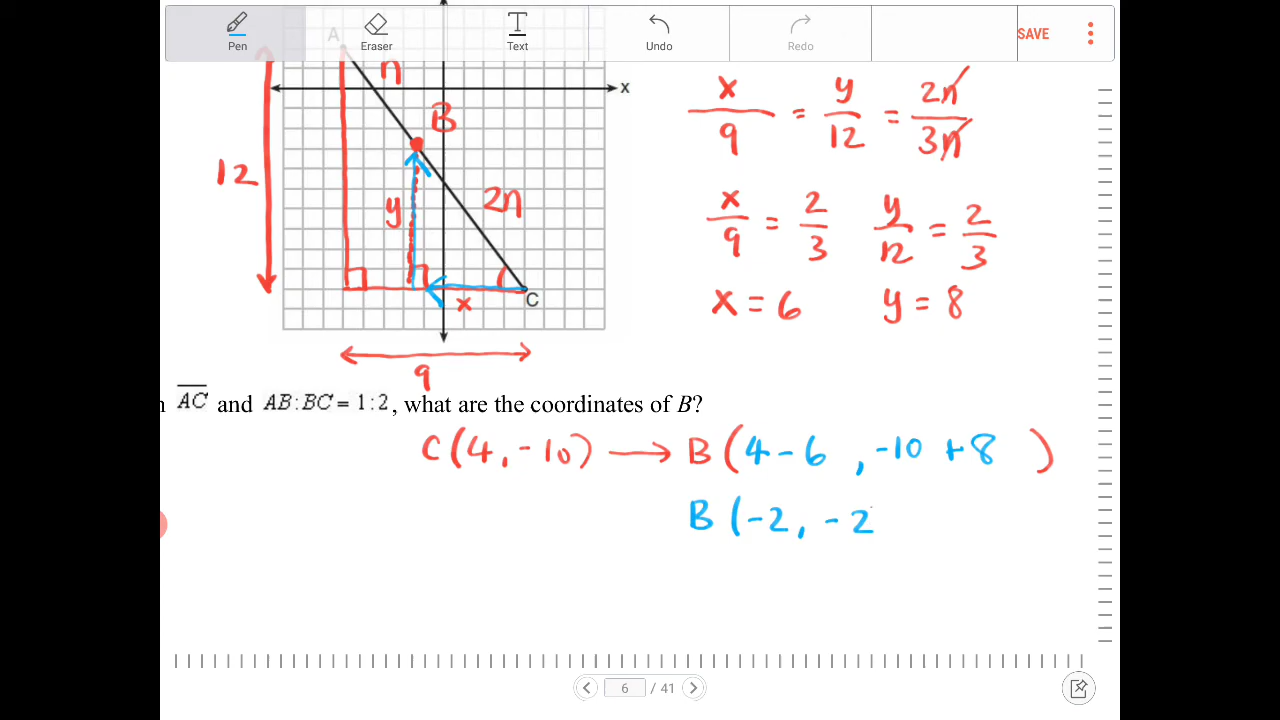 Pen Eraser Text Undo Redo SAVE
A
n
x
B
12
y
2n
x
C
9
x/9 = y/12 = 2n/3n
x/9 = 2/3 y/12 = 2/3
x = 6 y = 8
n AC and AB:BC = 1:2, what are the coordinates of B?
C(4, -10) → B(4-6, -10+8)
B(-2, -2
6 / 41